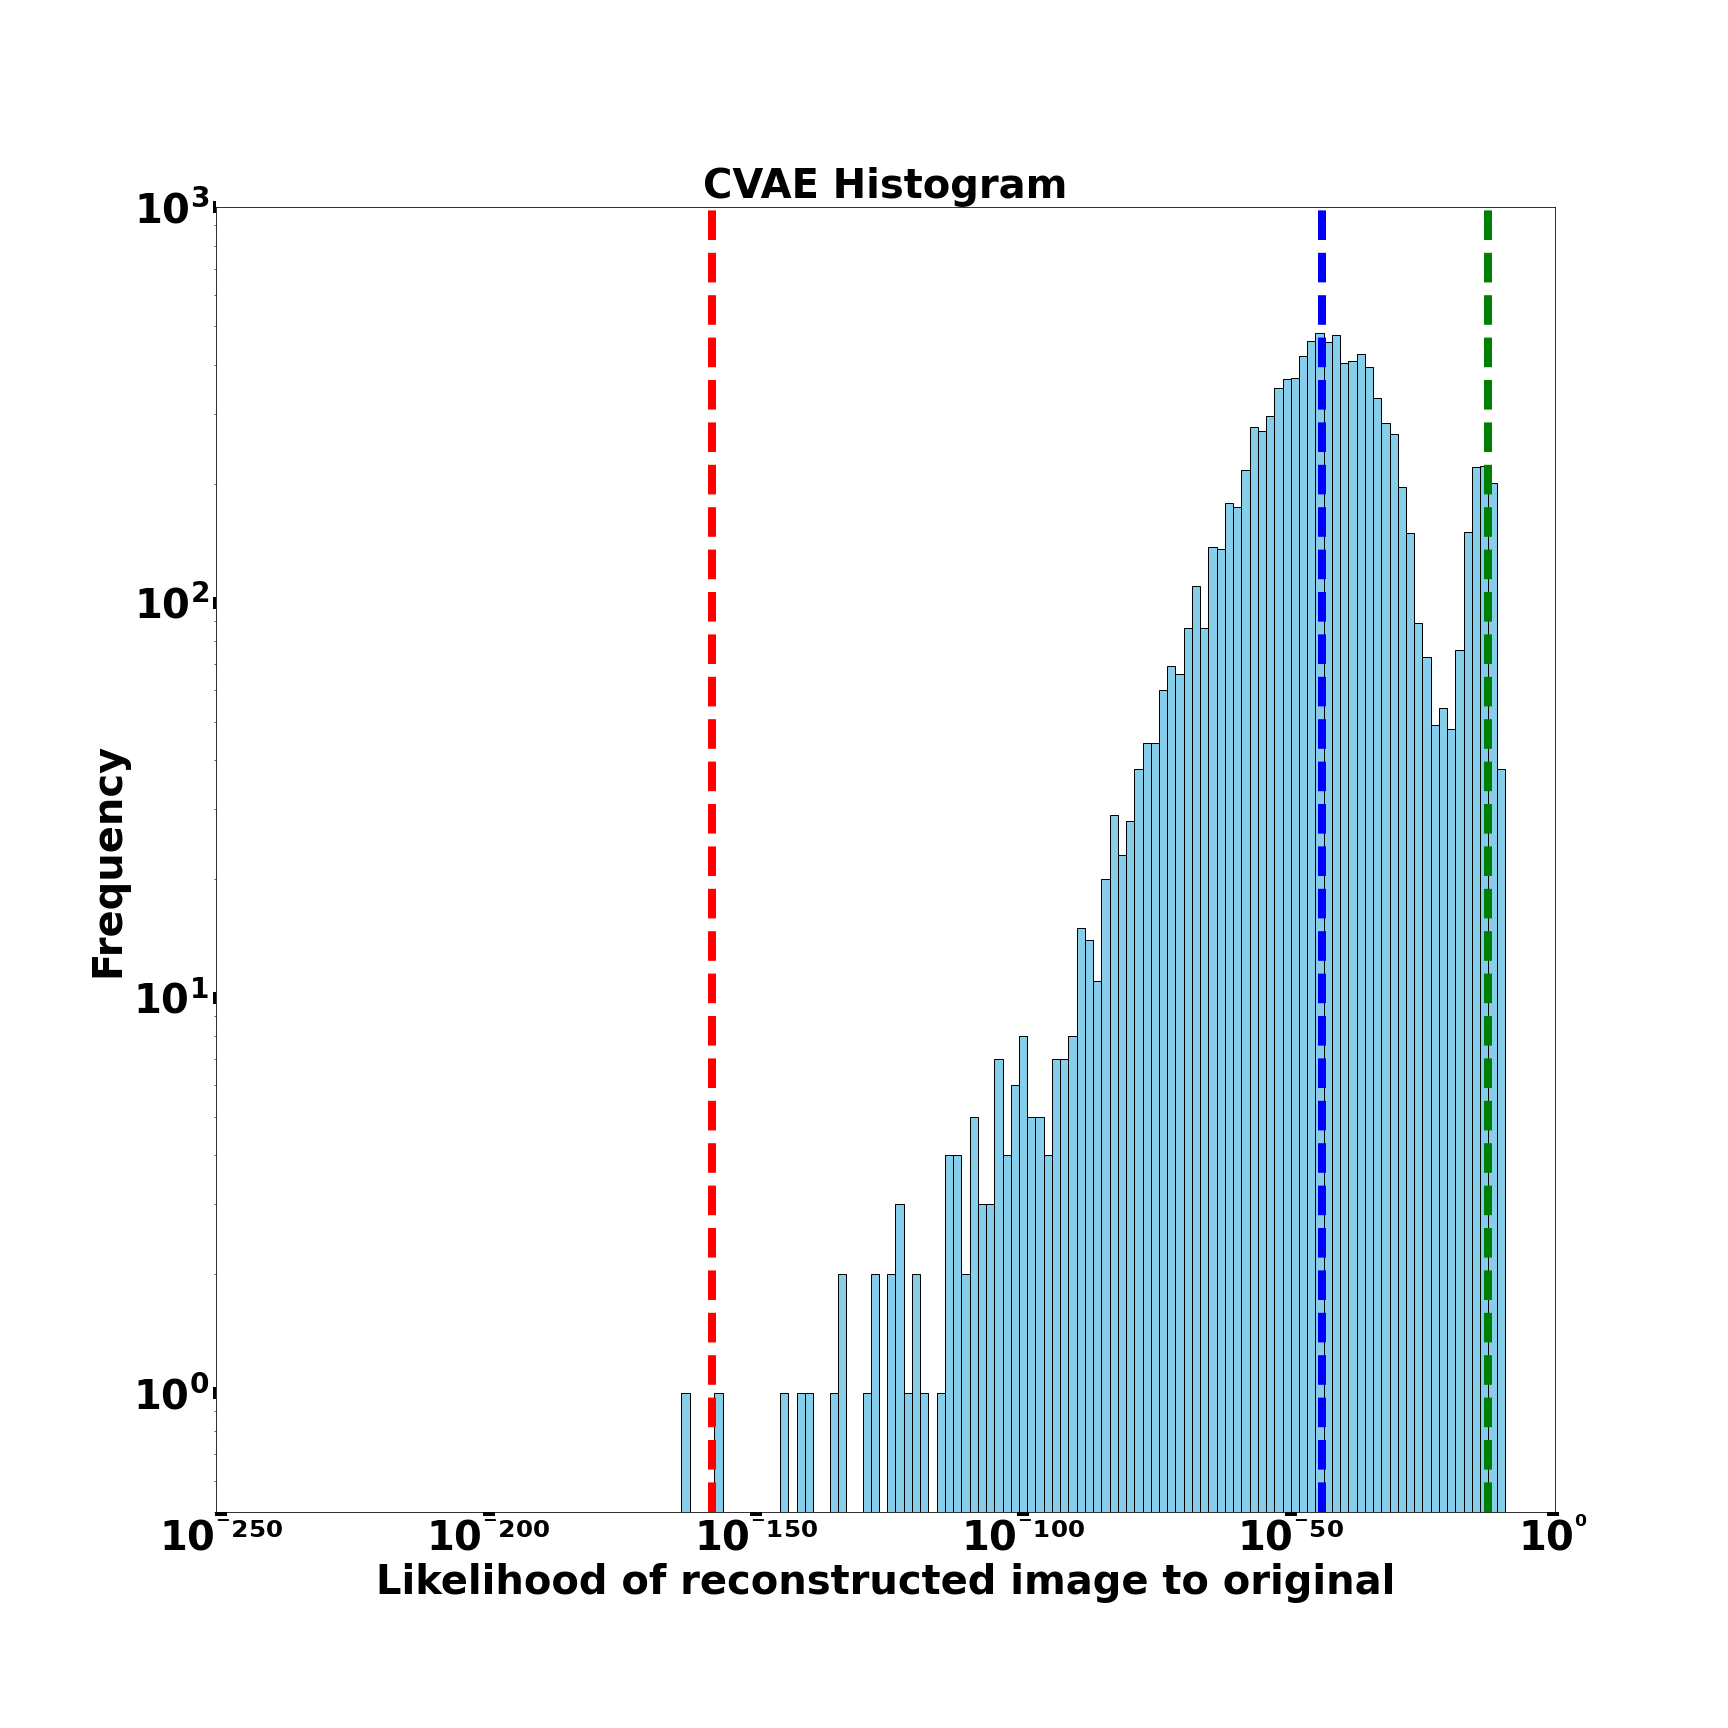 CVAE Histogram
10³
10²
10¹
10⁰
Frequency
10⁻²⁵⁰ 10⁻²⁰⁰ 10⁻¹⁵⁰ 10⁻¹⁰⁰ 10⁻⁵⁰ 10⁰
Likelihood of reconstructed image to original